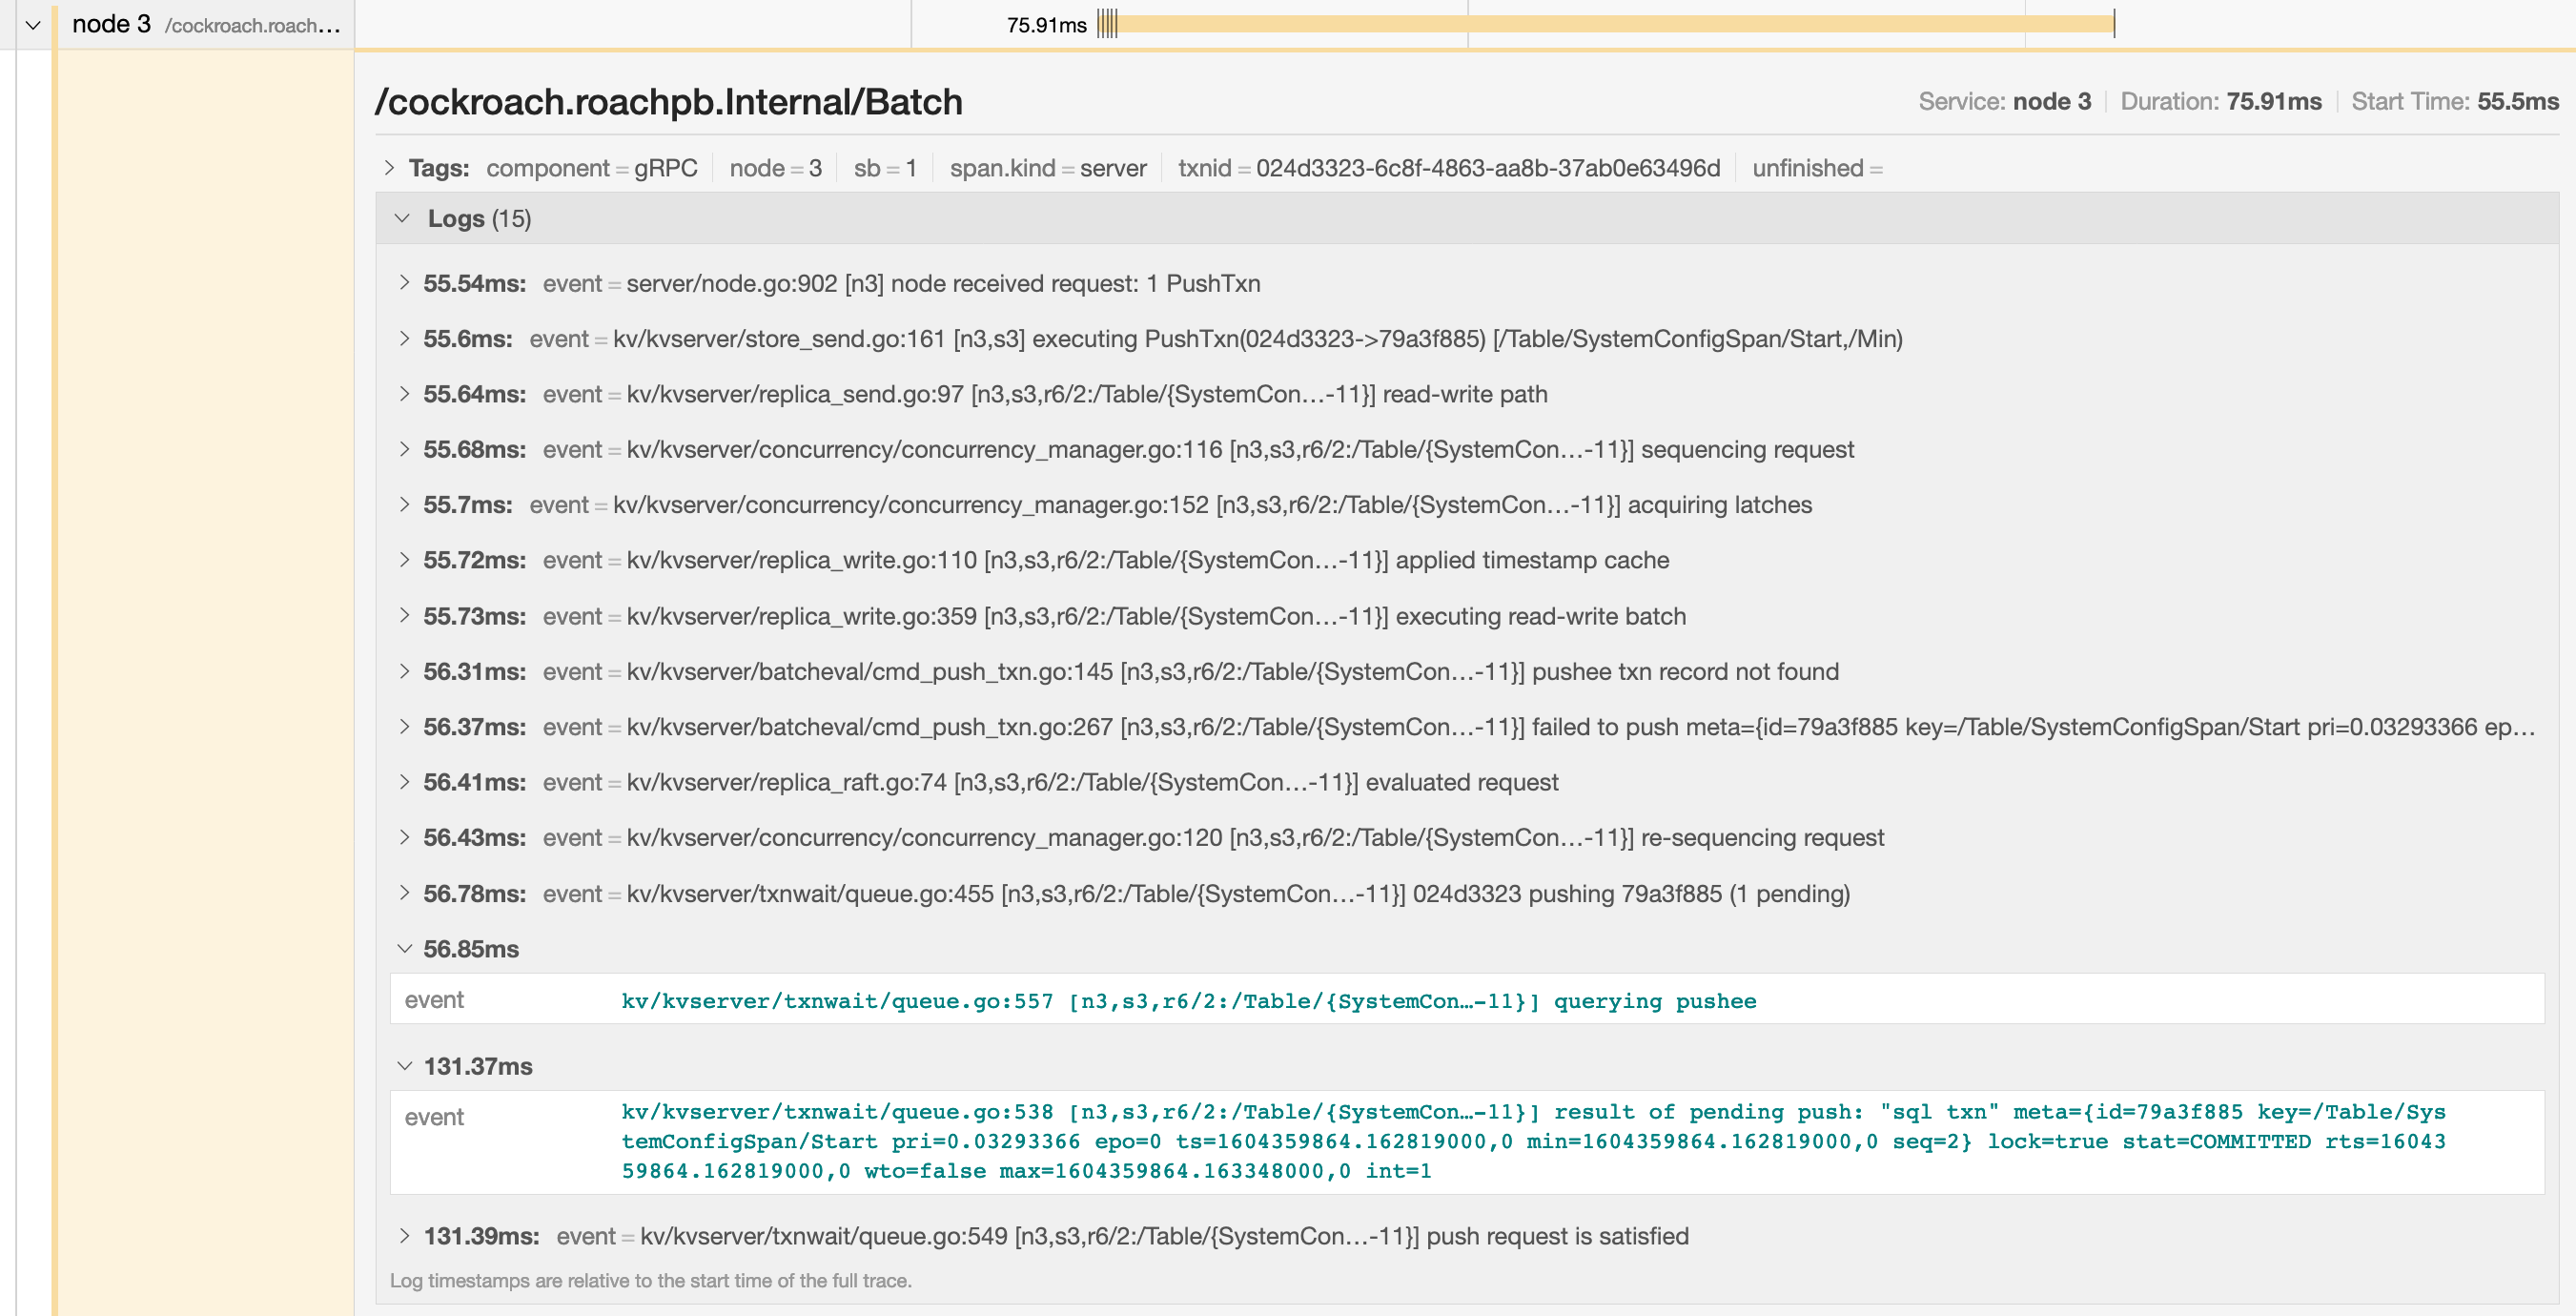 node 3 /cockroach.roach...
75.91ms
/cockroach.roachpb.Internal/Batch
Service: node 3 Duration: 75.91ms Start Time: 55.5ms
Tags: component = gRPC node = 3 sb = 1 span.kind = server txnid = 024d3323-6c8f-4863-aa8b-37ab0e63496d unfinished =
Logs (15)
55.54ms: event = server/node.go:902 [n3] node received request: 1 PushTxn
55.6ms: event = kv/kvserver/store_send.go:161 [n3,s3] executing PushTxn(024d3323->79a3f885) [/Table/SystemConfigSpan/Start,/Min)
55.64ms: event = kv/kvserver/replica_send.go:97 [n3,s3,r6/2:/Table/{SystemCon…-11}] read-write path
55.68ms: event = kv/kvserver/concurrency/concurrency_manager.go:116 [n3,s3,r6/2:/Table/{SystemCon…-11}] sequencing request
55.7ms: event = kv/kvserver/concurrency/concurrency_manager.go:152 [n3,s3,r6/2:/Table/{SystemCon…-11}] acquiring latches
55.72ms: event = kv/kvserver/replica_write.go:110 [n3,s3,r6/2:/Table/{SystemCon…-11}] applied timestamp cache
55.73ms: event = kv/kvserver/replica_write.go:359 [n3,s3,r6/2:/Table/{SystemCon…-11}] executing read-write batch
56.31ms: event = kv/kvserver/batcheval/cmd_push_txn.go:145 [n3,s3,r6/2:/Table/{SystemCon…-11}] pushee txn record not found
56.37ms: event = kv/kvserver/batcheval/cmd_push_txn.go:267 [n3,s3,r6/2:/Table/{SystemCon…-11}] failed to push meta={id=79a3f885 key=/Table/SystemConfigSpan/Start pri=0.03293366 ep...
56.41ms: event = kv/kvserver/replica_raft.go:74 [n3,s3,r6/2:/Table/{SystemCon…-11}] evaluated request
56.43ms: event = kv/kvserver/concurrency/concurrency_manager.go:120 [n3,s3,r6/2:/Table/{SystemCon…-11}] re-sequencing request
56.78ms: event = kv/kvserver/txnwait/queue.go:455 [n3,s3,r6/2:/Table/{SystemCon…-11}] 024d3323 pushing 79a3f885 (1 pending)
56.85ms
event kv/kvserver/txnwait/queue.go:557 [n3,s3,r6/2:/Table/{SystemCon…-11}] querying pushee
131.37ms
event kv/kvserver/txnwait/queue.go:538 [n3,s3,r6/2:/Table/{SystemCon…-11}] result of pending push: "sql txn" meta={id=79a3f885 key=/Table/Sys
temConfigSpan/Start pri=0.03293366 epo=0 ts=1604359864.162819000,0 min=1604359864.162819000,0 seq=2} lock=true stat=COMMITTED rts=16043
59864.162819000,0 wto=false max=1604359864.163348000,0 int=1
131.39ms: event = kv/kvserver/txnwait/queue.go:549 [n3,s3,r6/2:/Table/{SystemCon…-11}] push request is satisfied
Log timestamps are relative to the start time of the full trace.